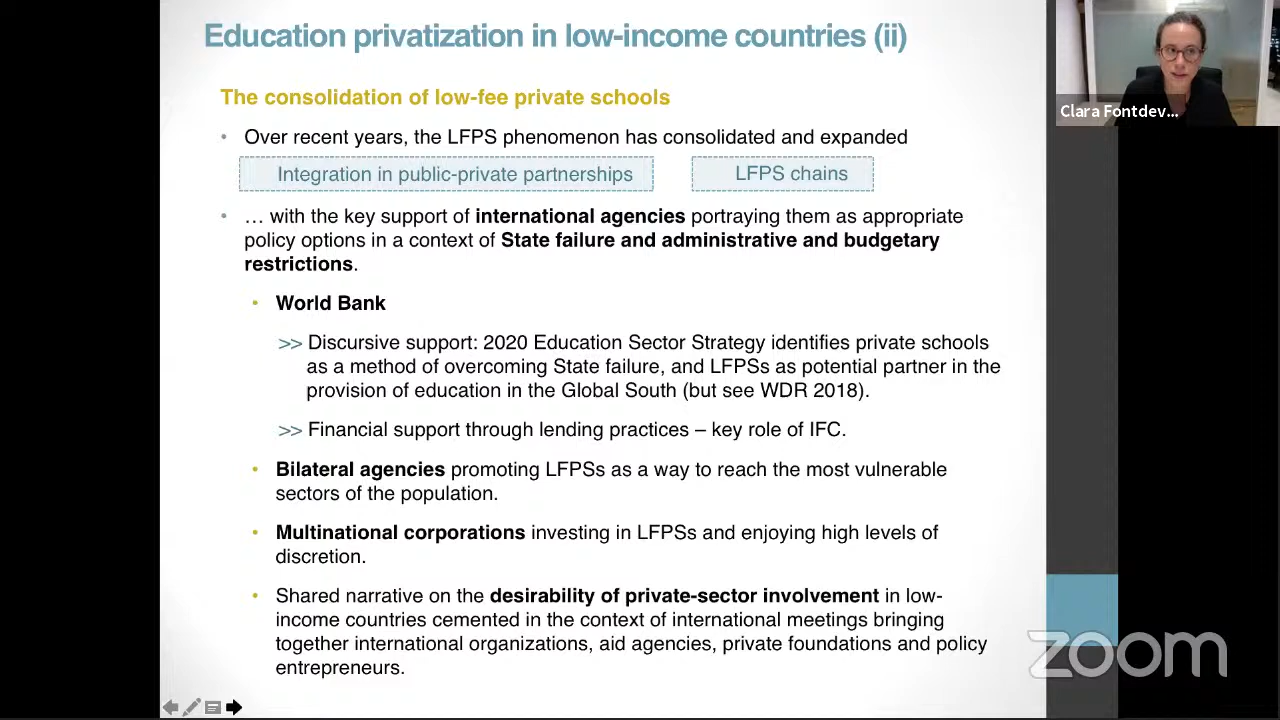 Education privatization in low-income countries (ii)
The consolidation of low-fee private schools
• Over recent years, the LFPS phenomenon has consolidated and expanded
Integration in public-private partnerships
LFPS chains
• … with the key support of international agencies portraying them as appropriate
policy options in a context of State failure and administrative and budgetary
restrictions.
• World Bank
>> Discursive support: 2020 Education Sector Strategy identifies private schools
as a method of overcoming State failure, and LFPSs as potential partner in the
provision of education in the Global South (but see WDR 2018).
>> Financial support through lending practices – key role of IFC.
• Bilateral agencies promoting LFPSs as a way to reach the most vulnerable
sectors of the population.
• Multinational corporations investing in LFPSs and enjoying high levels of
discretion.
• Shared narrative on the desirability of private-sector involvement in low-
income countries cemented in the context of international meetings bringing
together international organizations, aid agencies, private foundations and policy
entrepreneurs.
Clara Fontdev...
zoom